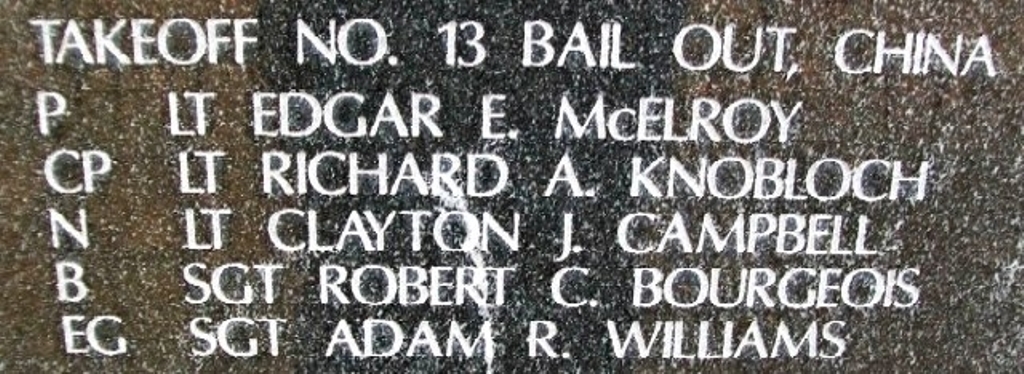 TAKEOFF NO. 13 BAIL OUT, CHINA
P LT EDGAR E. McELROY
CP LT RICHARD A. KNOBLOCH
N LT CLAYTON J. CAMPBELL
B SGT ROBERT C. BOURGEOIS
EG SGT ADAM R. WILLIAMS